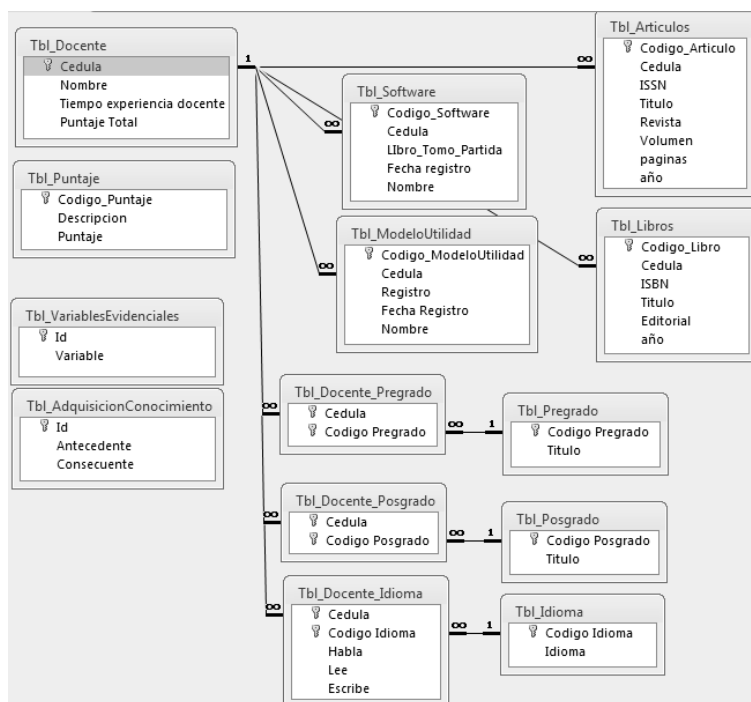 Tbl_Docente
Cedula
Nombre
Tiempo experiencia docente
Puntaje Total
1
∞
Tbl_Articulos
Codigo_Articulo
Cedula
ISSN
Titulo
Revista
Volumen
paginas
año
∞
Tbl_Software
Codigo_Software
Cedula
LIbro_Tomo_Partida
Fecha registro
Nombre
Tbl_Puntaje
Codigo_Puntaje
Descripcion
Puntaje
∞
Tbl_ModeloUtilidad
Codigo_ModeloUtilidad
Cedula
Registro
Fecha Registro
Nombre
∞
Tbl_Libros
Codigo_Libro
Cedula
ISBN
Titulo
Editorial
año
Tbl_VariablesEvidenciales
Id
Variable
Tbl_AdquisicionConocimiento
Id
Antecedente
Consecuente
∞
Tbl_Docente_Pregrado
Cedula
Codigo Pregrado
∞ 1
Tbl_Pregrado
Codigo Pregrado
Titulo
∞
Tbl_Docente_Posgrado
Cedula
Codigo Posgrado
∞ 1
Tbl_Posgrado
Codigo Posgrado
Titulo
∞
Tbl_Docente_Idioma
Cedula
Codigo Idioma
Habla
Lee
Escribe
∞ 1
Tbl_Idioma
Codigo Idioma
Idioma